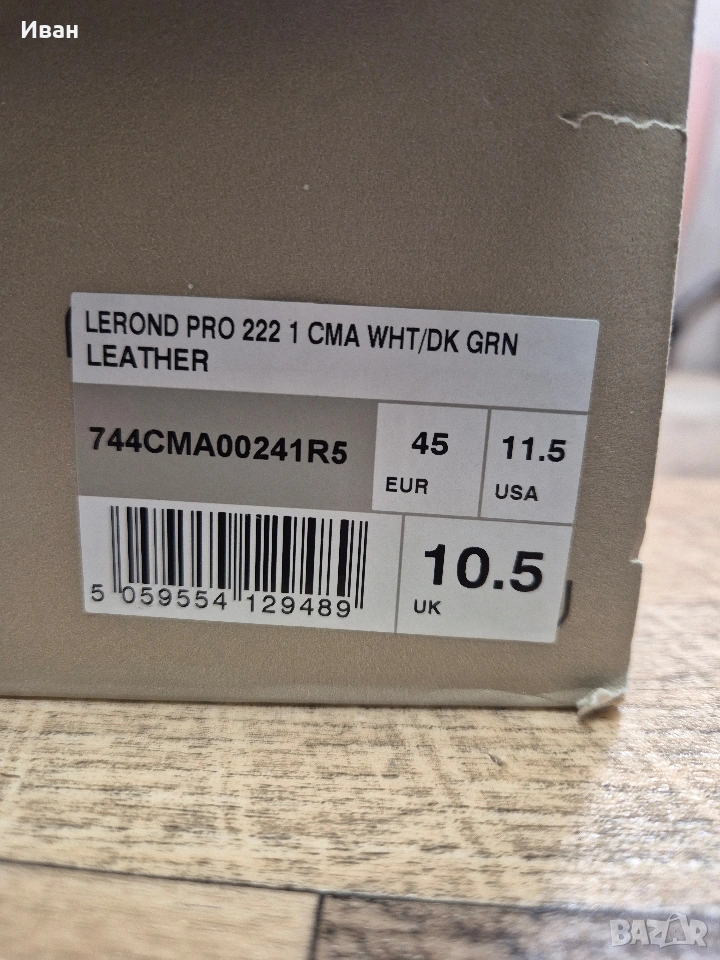 Иван
LEROND PRO 222 1 CMA WHT/DK GRN
LEATHER
744CMA00241R5
45
EUR
11.5
USA
5 059554 129489
10.5
UK
BAZAR